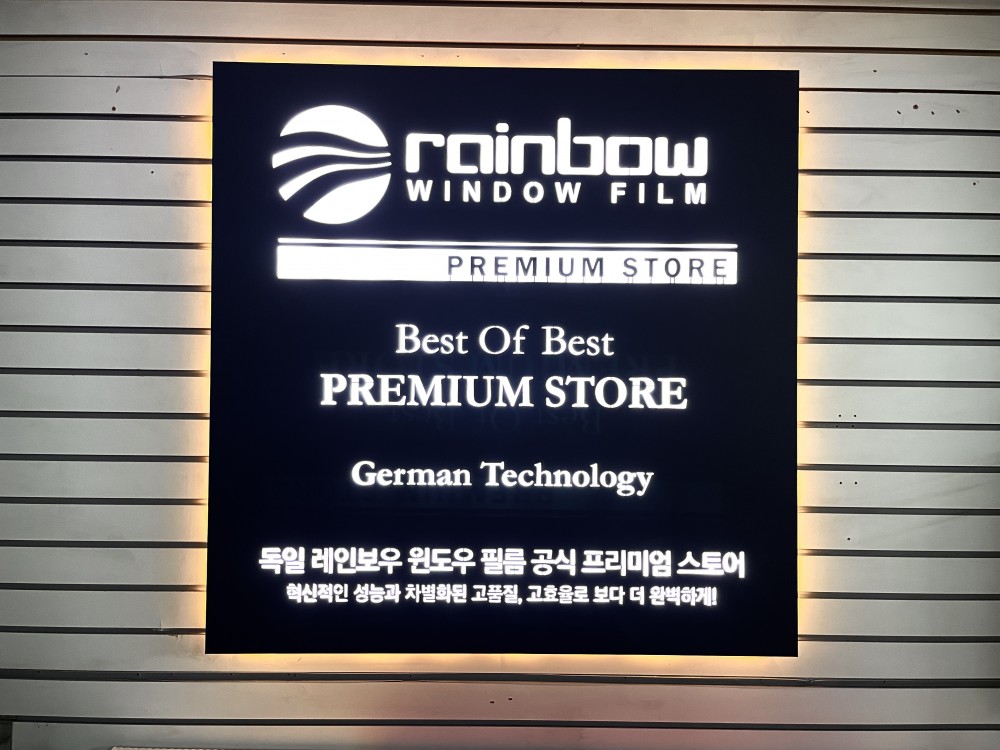 rainbow
WINDOW FILM
PREMIUM STORE
Best Of Best
PREMIUM STORE
German Technology
독일 레인보우 윈도우 필름 공식 프리미엄 스토어
혁신적인 성능과 차별화된 고품질, 고효율로 보다 더 완벽하게!